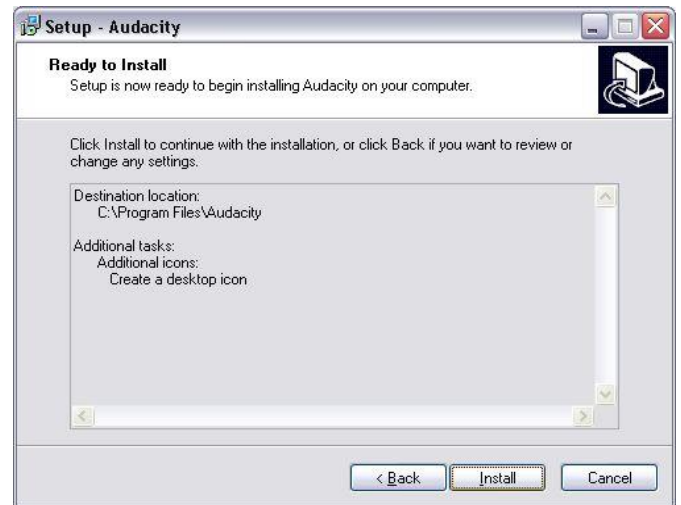 Setup - Audacity
Ready to Install
Setup is now ready to begin installing Audacity on your computer.
Click Install to continue with the installation, or click Back if you want to review or
change any settings.
Destination location:
C:\Program Files\Audacity
Additional tasks:
Additional icons:
Create a desktop icon
< Back
Install
Cancel